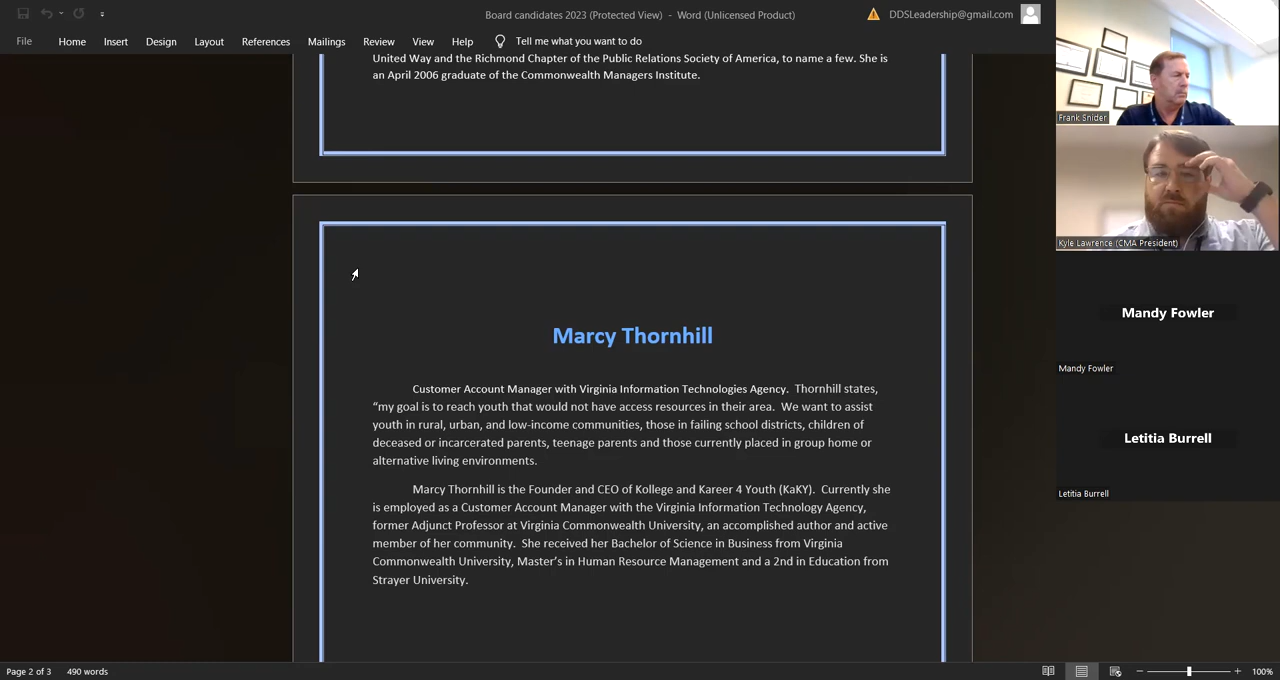 Board candidates 2023 (Protected View) - Word (Unlicensed Product)
DDSLeadership@gmail.com
File Home Insert Design Layout References Mailings Review View Help Tell me what you want to do
United Way and the Richmond Chapter of the Public Relations Society of America, to name a few. She is
an April 2006 graduate of the Commonwealth Managers Institute.
Marcy Thornhill
Customer Account Manager with Virginia Information Technologies Agency. Thornhill states,
“my goal is to reach youth that would not have access resources in their area. We want to assist
youth in rural, urban, and low-income communities, those in failing school districts, children of
deceased or incarcerated parents, teenage parents and those currently placed in group home or
alternative living environments.
Marcy Thornhill is the Founder and CEO of Kollege and Kareer 4 Youth (KaKY). Currently she
is employed as a Customer Account Manager with the Virginia Information Technology Agency,
former Adjunct Professor at Virginia Commonwealth University, an accomplished author and active
member of her community. She received her Bachelor of Science in Business from Virginia
Commonwealth University, Master’s in Human Resource Management and a 2nd in Education from
Strayer University.
Page 2 of 3 490 words
100%
Frank Snider
Kyle Lawrence (CMA President)
Mandy Fowler
Mandy Fowler
Letitia Burrell
Letitia Burrell